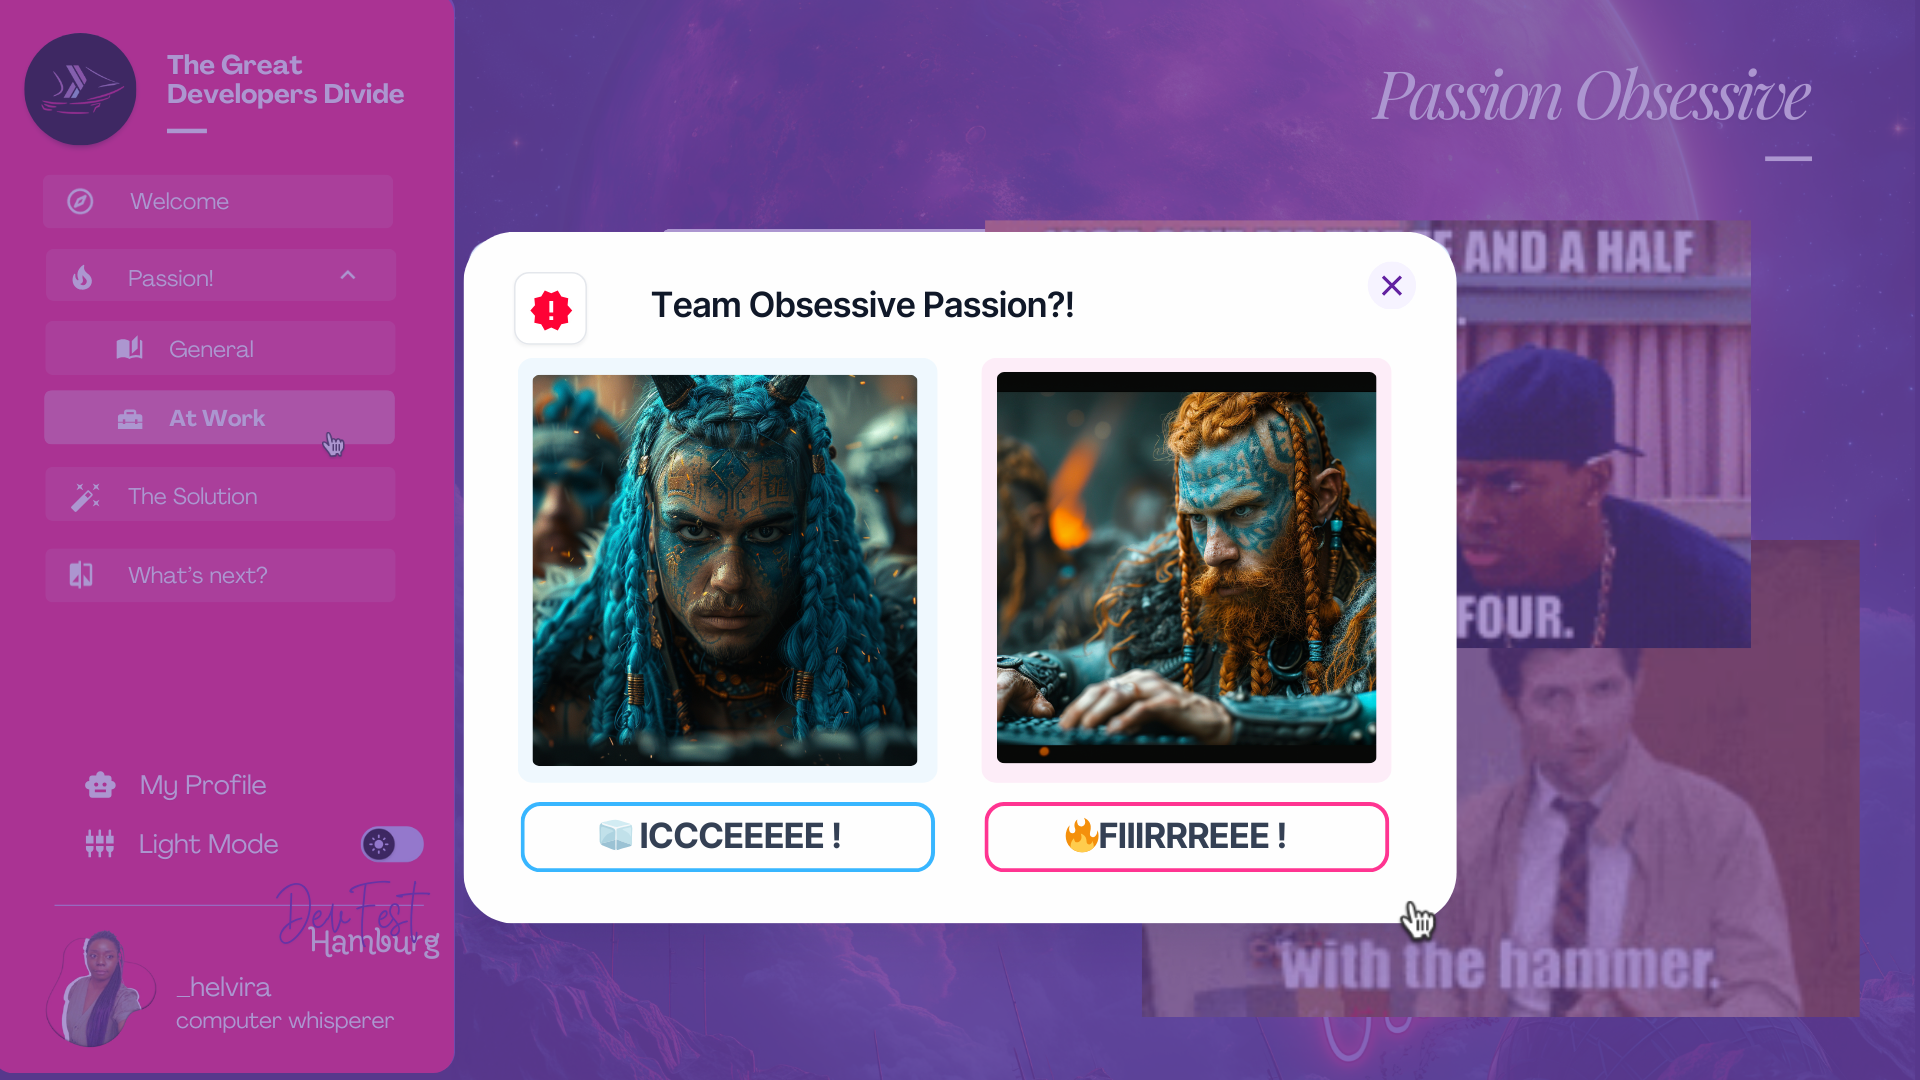 The Great
Developers Divide
Welcome
Passion!
General
At Work
The Solution
What's next?
My Profile
Light Mode
DevFest
Hamburg
_helvira
computer whisperer
Passion Obsessive
AND A HALF
FOUR.
with the hammer.
Team Obsessive Passion?!
ICCCEEEEE !
FIIIRRREEE !